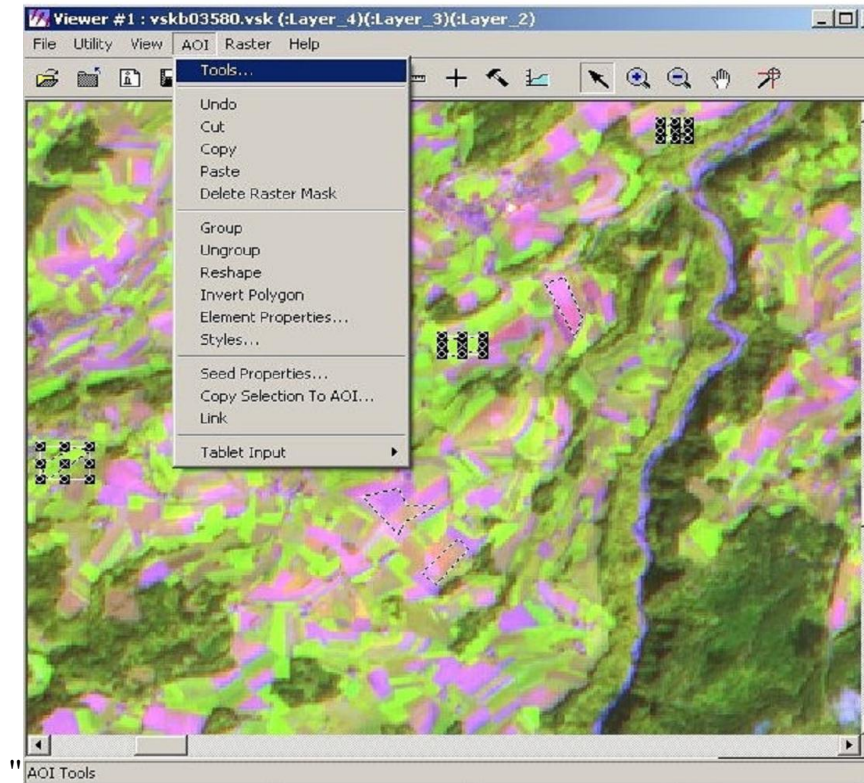 Viewer #1 : vskb03580.vsk (:Layer_4)(:Layer_3)(:Layer_2)
File Utility View AOI Raster Help
Tools...
Undo
Cut
Copy
Paste
Delete Raster Mask
Group
Ungroup
Reshape
Invert Polygon
Element Properties...
Styles...
Seed Properties...
Copy Selection To AOI...
Link
Tablet Input
"
AOI Tools